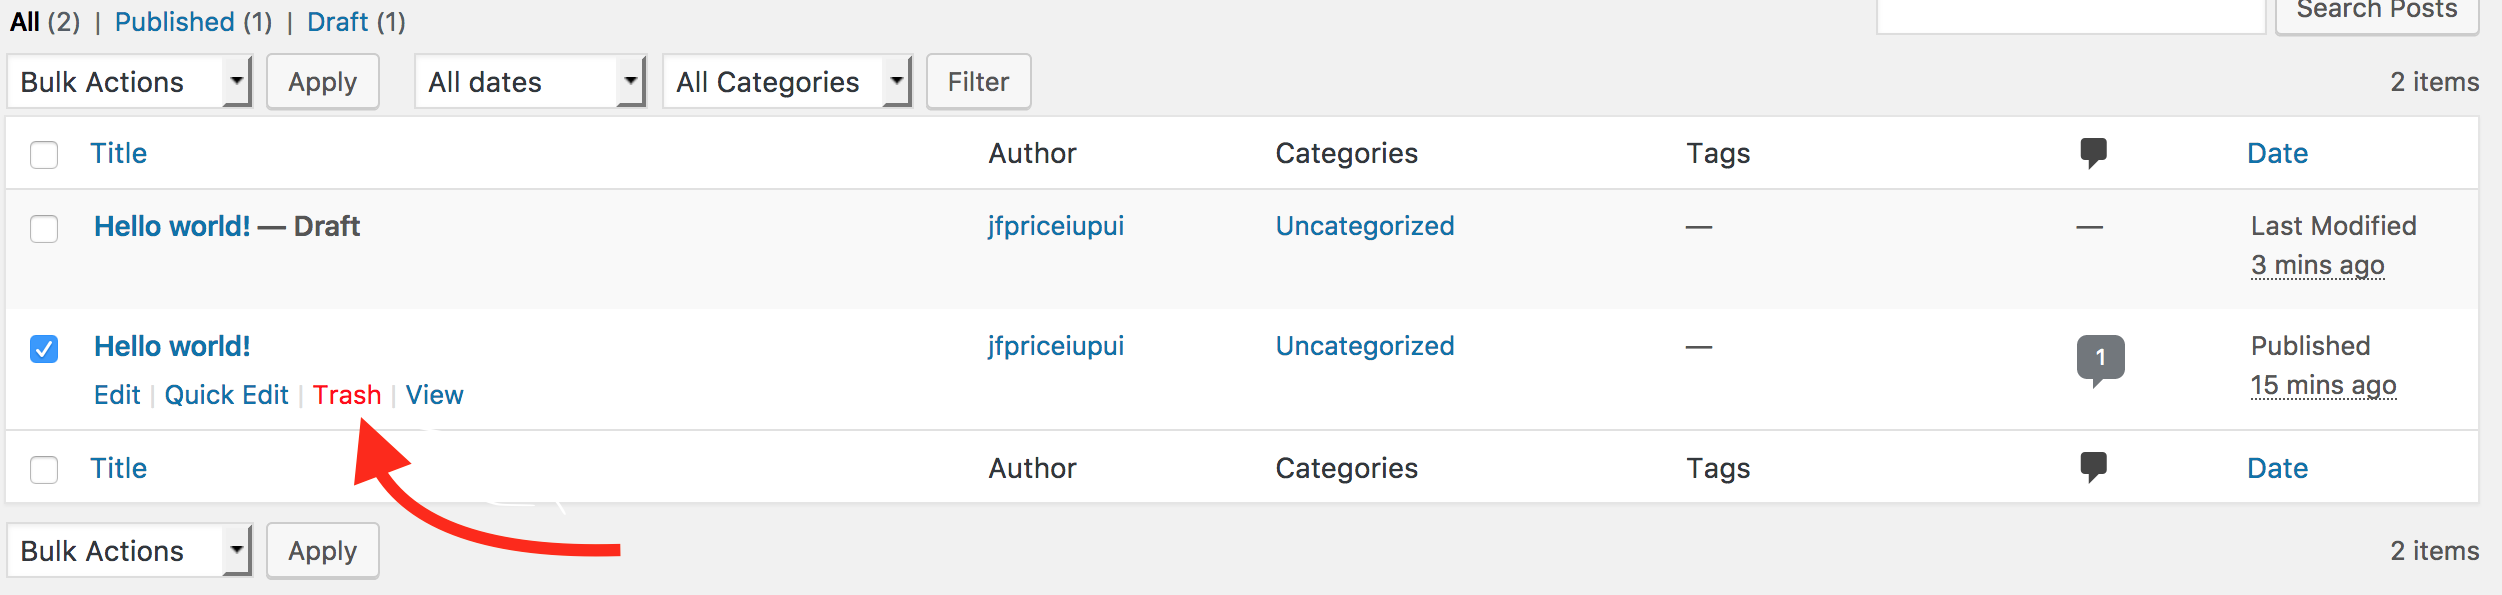 All (2) | Published (1) | Draft (1)
Search Posts
Bulk Actions Apply All dates All Categories Filter 2 items
Title Author Categories Tags Date
Hello world! — Draft jfpriceiupui Uncategorized — — Last Modified
3 mins ago
Hello world! jfpriceiupui Uncategorized — 1 Published
Edit | Quick Edit | Trash | View 15 mins ago
Title Author Categories Tags Date
Bulk Actions Apply 2 items